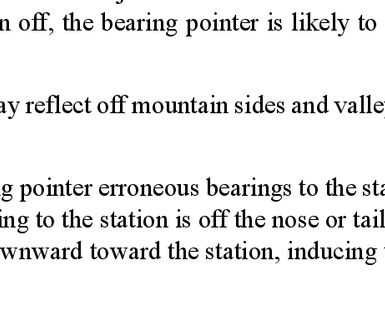 n off, the bearing pointer is likely to
ay reflect off mountain sides and valle
g pointer erroneous bearings to the sta
ing to the station is off the nose or tail
wnward toward the station, inducing